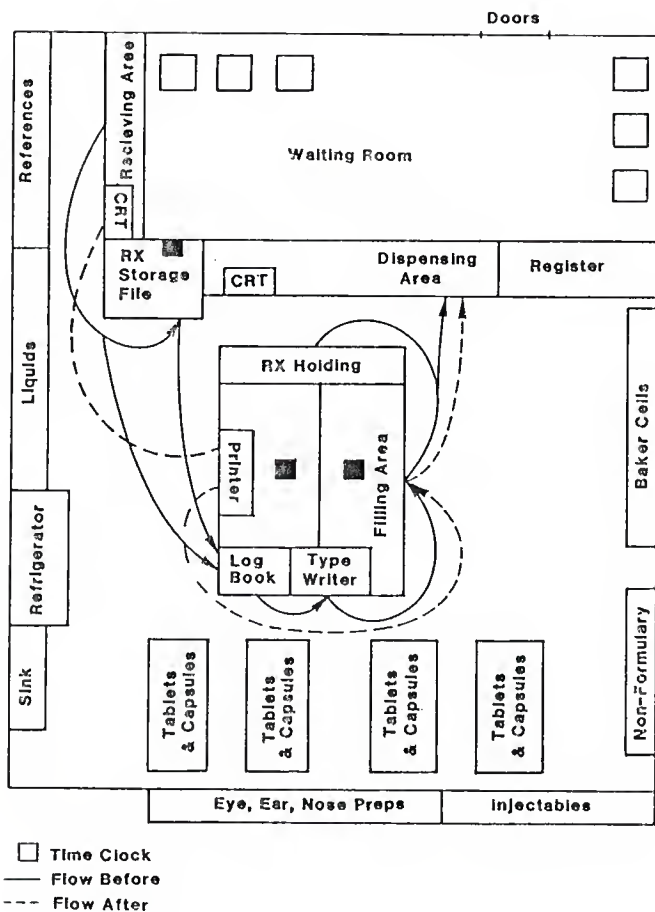 Doors
References
Recieving Area
Waiting Room
CRT
RX
Storage
File
CRT
Dispensing
Area
Register
Liquids
RX Holding
Printer
Filling Area
Baker Cells
Refrigerator
Log
Book
Type
Writer
Sink
Tablets
& Capsules
Tablets
& Capsules
Tablets
& Capsules
Tablets
& Capsules
Non-Formulary
Eye, Ear, Nose Preps
Injectables
Time Clock
Flow Before
Flow After